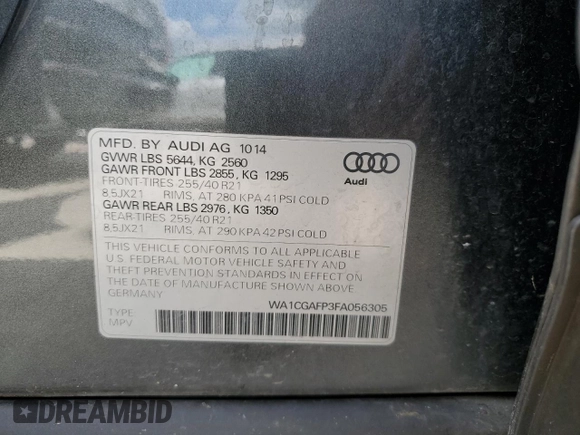 MFD. BY AUDI AG 1014
GVWR LBS 5644, KG 2560
GAWR FRONT LBS 2855, KG 1295
FRONT-TIRES 255/40 R21
8.5JX21 RIMS, AT 280 KPA 41 PSI COLD
GAWR REAR LBS 2976, KG 1350
REAR-TIRES 255/40 R21
8.5JX21 RIMS, AT 290 KPA 42 PSI COLD
THIS VEHICLE CONFORMS TO ALL APPLICABLE
U.S. FEDERAL MOTOR VEHICLE SAFETY AND
THEFT PREVENTION STANDARDS IN EFFECT ON
THE DATE OF MANUFACTURE SHOWN ABOVE
GERMANY
Audi
WA1CGAFP3FA056305
TYPE:
MPV
DREAMBID